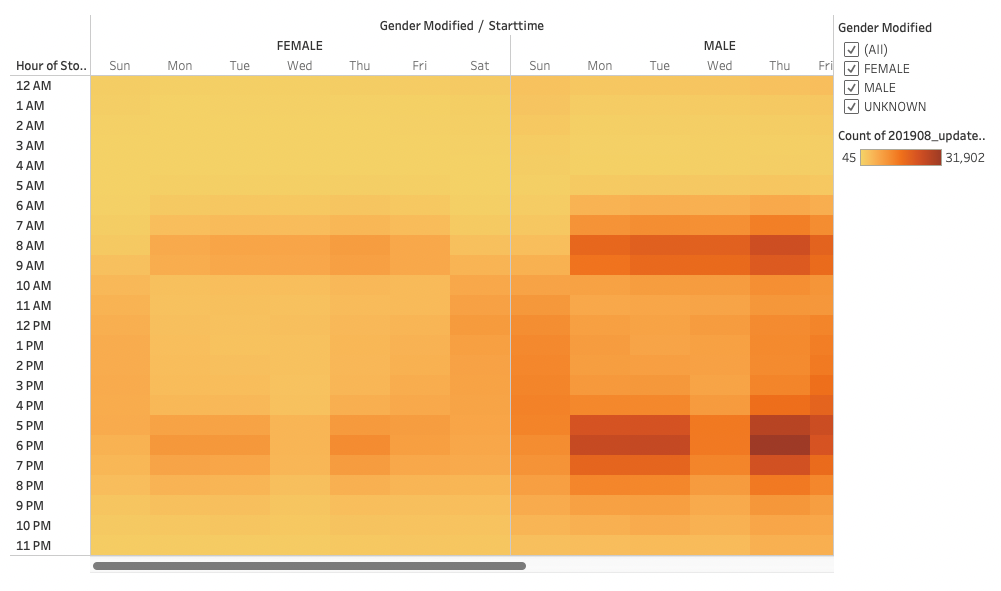 Gender Modified / Starttime
FEMALE MALE
Hour of Sto.. Sun Mon Tue Wed Thu Fri Sat Sun Mon Tue Wed Thu Fri
12 AM
1 AM
2 AM
3 AM
4 AM
5 AM
6 AM
7 AM
8 AM
9 AM
10 AM
11 AM
12 PM
1 PM
2 PM
3 PM
4 PM
5 PM
6 PM
7 PM
8 PM
9 PM
10 PM
11 PM
Gender Modified
(All)
FEMALE
MALE
UNKNOWN
Count of 201908_update..
45 31,902